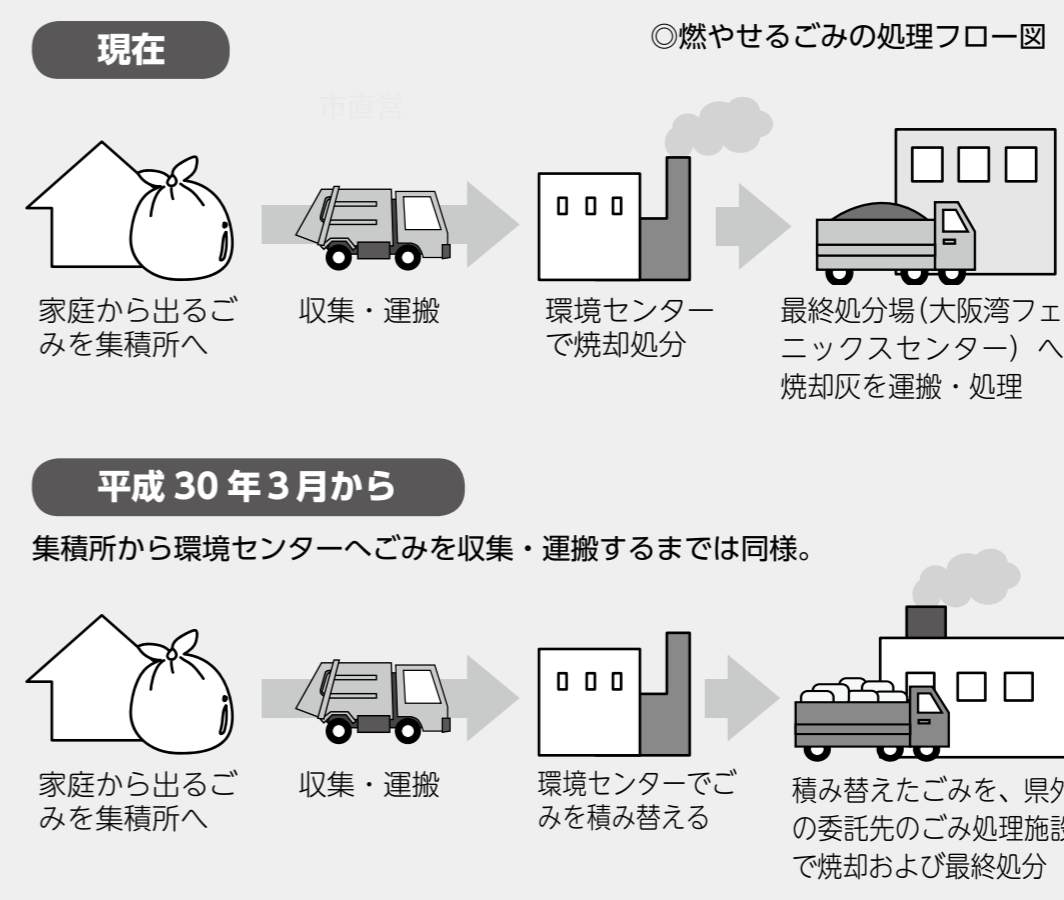 現在
◎燃やせるごみの処理フロー図
市直営
家庭から出るご
みを集積所へ
収集・運搬
環境センター
で焼却処分
最終処分場(大阪湾フェ
ニックスセンター）へ
焼却灰を運搬・処理
平成 30 年３月から
集積所から環境センターへごみを収集・運搬するまでは同様。
家庭から出るご
みを集積所へ
収集・運搬
環境センターでご
みを積み替える
積み替えたごみを、県外
の委託先のごみ処理施設
で焼却および最終処分